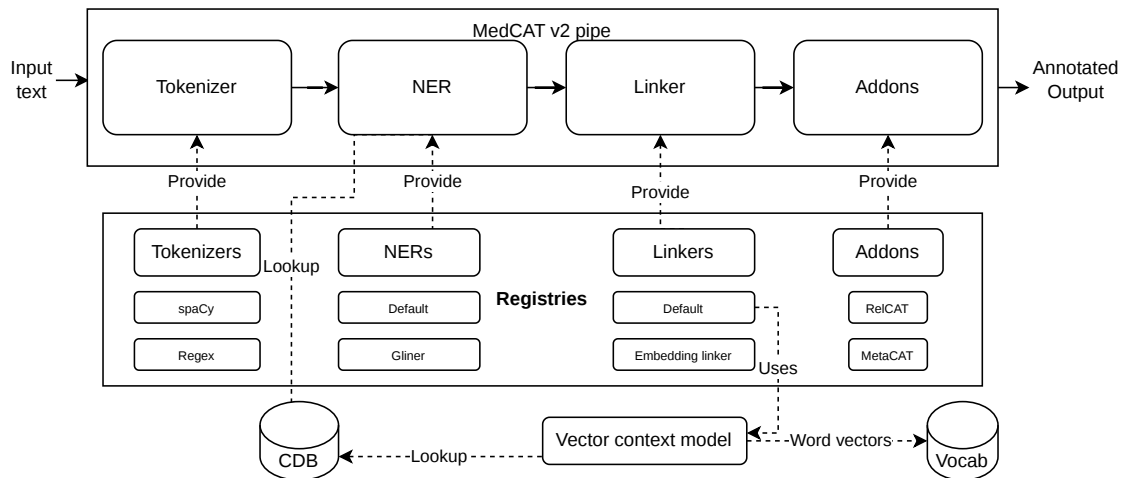 MedCAT v2 pipe
Input
text
Tokenizer
NER
Linker
Addons
Annotated
Output
Provide
Provide
Provide
Provide
Tokenizers
NERs
Linkers
Addons
Lookup
Registries
spaCy
Default
Default
RelCAT
Regex
Gliner
Embedding linker
MetaCAT
Uses
CDB
Lookup
Vector context model
Word vectors
Vocab